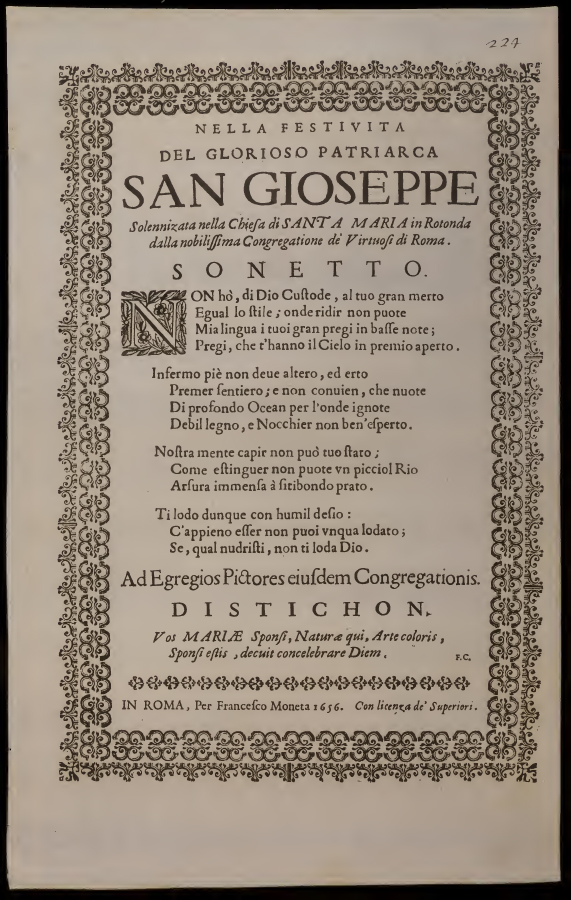 227
NELLA FESTIVITA
DEL GLORIOSO PATRIARCA
SAN GIOSEPPE
Solennizata nella Chieſa di SANTA MARIA in Rotonda
dalla nobiliſſima Congregatione de' Virtuoſi di Roma.
SONETTO.
NON hò, di Dio Cuſtode, al tuo gran merto
Egual lo ſtile; onde ridir non puote
Mia lingua i tuoi gran pregi in baſſe note;
Pregi, che t'hanno il Cielo in premio aperto.
Infermo piè non deue altero, ed erto
Premer ſentiero; e non conuien, che nuote
Di profondo Ocean per l'onde ignote
Debil legno, e Nocchier non ben'eſperto.
Noſtra mente capir non può tuo ſtato;
Come eſtinguer non puote vn picciol Rio
Arſura immenſa à ſitibondo prato.
Ti lodo dunque con humil deſio:
C'appieno eſſer non puoi vnqua lodato;
Se, qual nudriſti, non ti loda Dio.
Ad Egregios Pictores eiuſdem Congregationis.
DISTICHON.
Vos MARIÆ Sponſi, Naturæ qui, Arte coloris,
Sponſi eſtis, decuit concelebrare Diem.
F.C.
IN ROMA, Per Franceſco Moneta 1656. Con licenza de' Superiori.